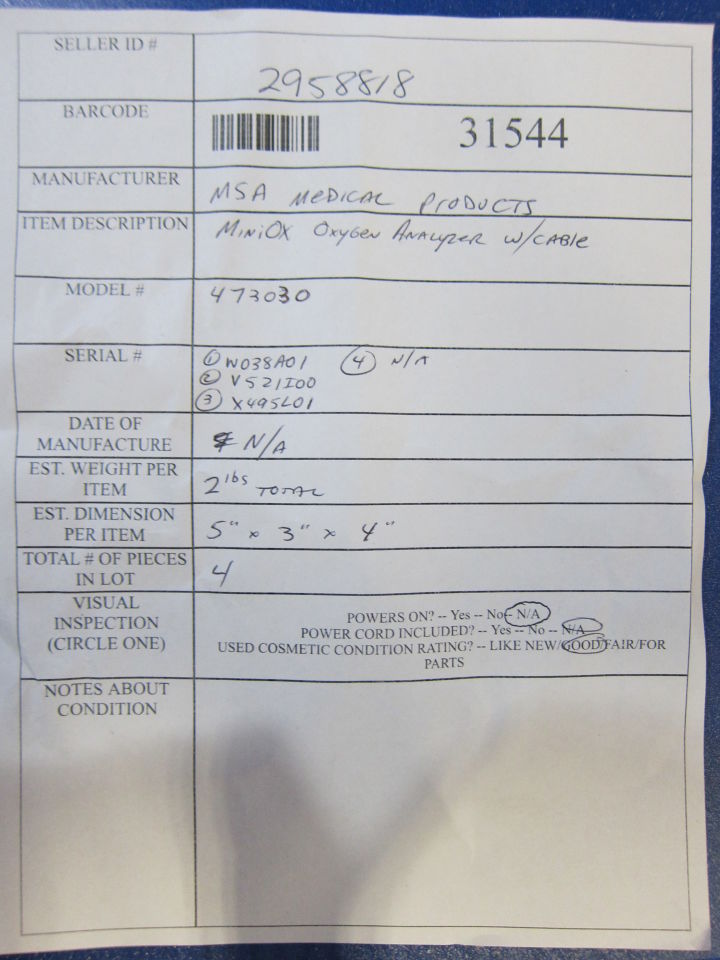 SELLER ID #
2958818
BARCODE
31544
MANUFACTURER
MSA MEDICAL PRODUCTS
ITEM DESCRIPTION
MINIOX OXYGEN ANALYZER W/CABLE
MODEL #
473030
SERIAL #
① W038A01 ④ N/A
② V521I00
③ X495L01
DATE OF
MANUFACTURE
N/A
EST. WEIGHT PER
ITEM
2 lbs TOTAL
EST. DIMENSION
PER ITEM
5" x 3" x 4"
TOTAL # OF PIECES
IN LOT
4
VISUAL
INSPECTION
(CIRCLE ONE)
POWERS ON? -- Yes -- No -- N/A
POWER CORD INCLUDED? -- Yes -- No -- N/A
USED COSMETIC CONDITION RATING? -- LIKE NEW/GOOD/FAIR/FOR
PARTS
NOTES ABOUT
CONDITION